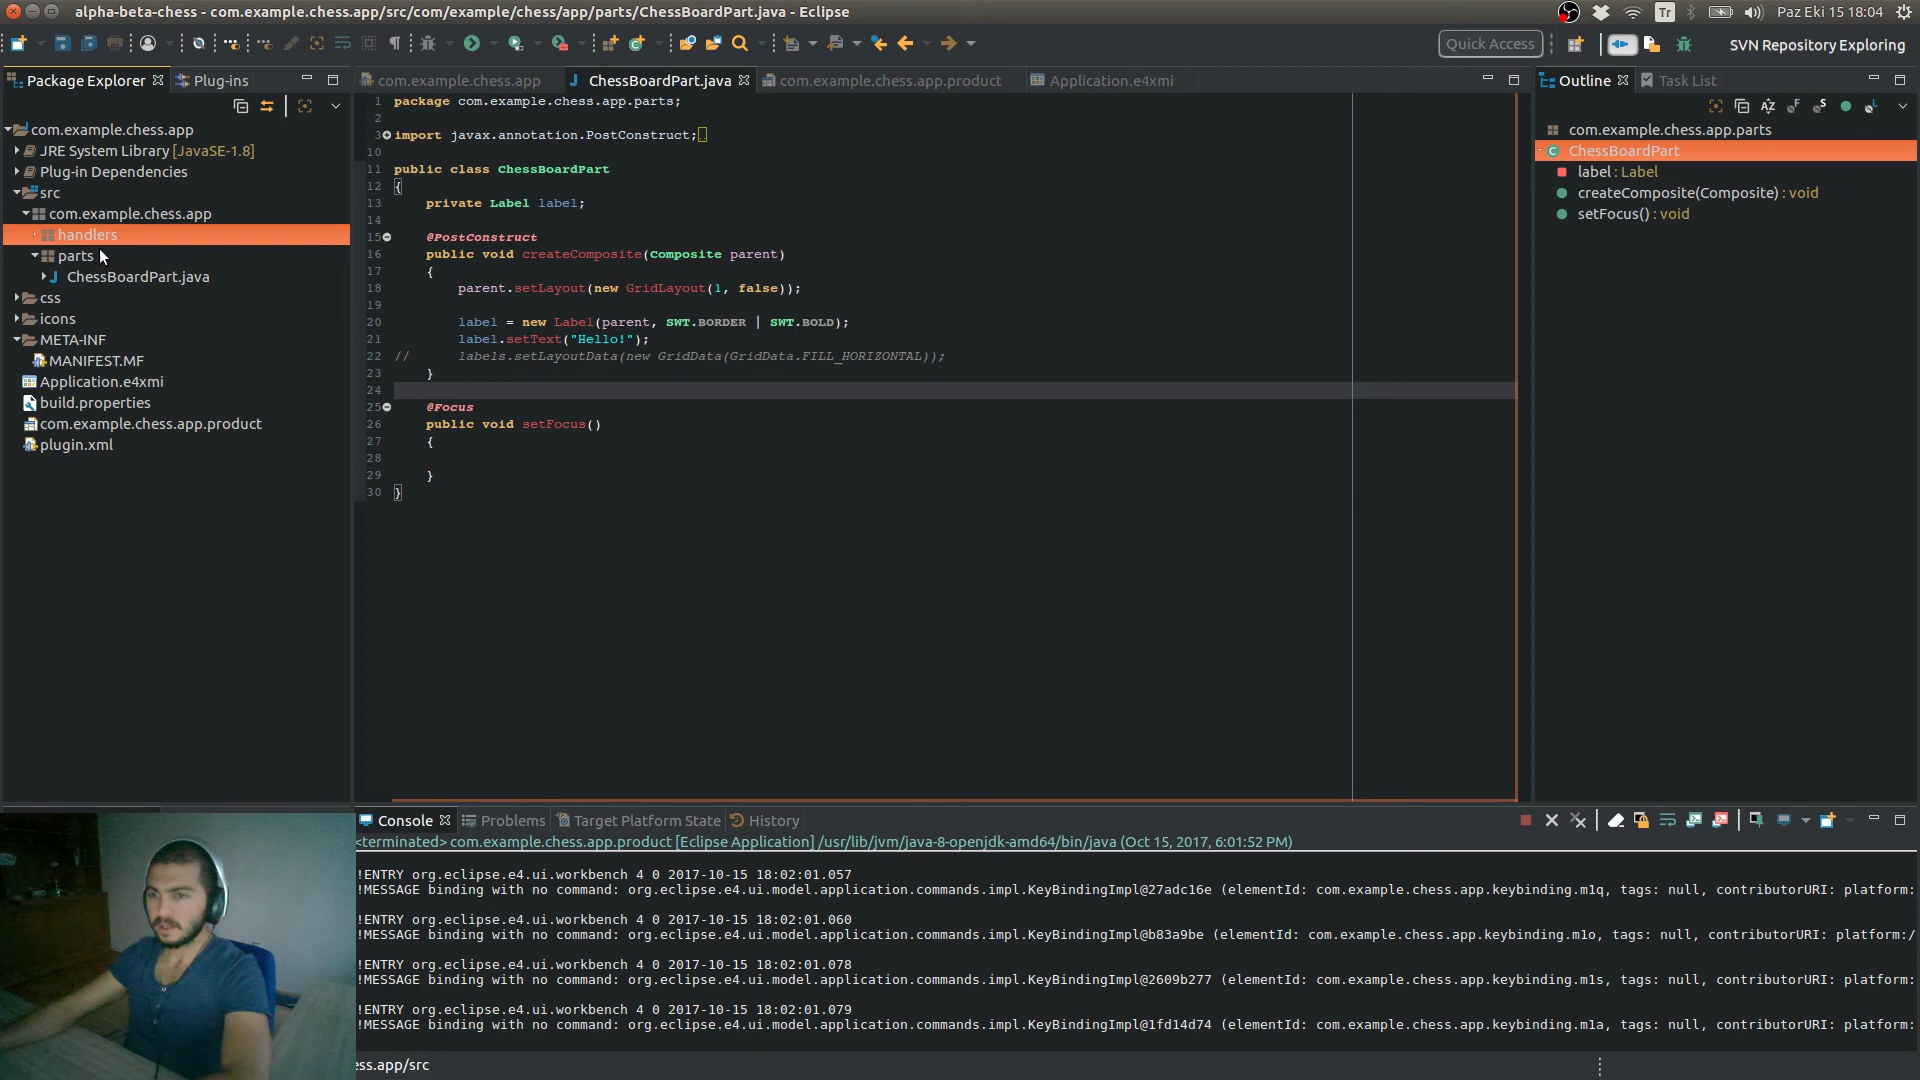 alpha-beta-chess - com.example.chess.app/src/com/example/chess/app/parts/ChessBoardPart.java - Eclipse
Tr
Paz Eki 15 18:04
Quick Access
SVN Repository Exploring
Package Explorer
Plug-ins
com.example.chess.app
ChessBoardPart.java
com.example.chess.app.product
Application.e4xmi
Outline
Task List
com.example.chess.app
JRE System Library [JavaSE-1.8]
Plug-in Dependencies
src
com.example.chess.app
handlers
parts
ChessBoardPart.java
css
icons
META-INF
MANIFEST.MF
Application.e4xmi
build.properties
com.example.chess.app.product
plugin.xml
1 package com.example.chess.app.parts;
2
3 import javax.annotation.PostConstruct;
10
11 public class ChessBoardPart
12 {
13 private Label label;
14
15 @PostConstruct
16 public void createComposite(Composite parent)
17 {
18 parent.setLayout(new GridLayout(1, false));
19
20 label = new Label(parent, SWT.BORDER | SWT.BOLD);
21 label.setText("Hello!");
22 // labels.setLayoutData(new GridData(GridData.FILL_HORIZONTAL));
23 }
24
25 @Focus
26 public void setFocus()
27 {
28
29 }
30 }
com.example.chess.app.parts
ChessBoardPart
label : Label
createComposite(Composite) : void
setFocus() : void
Console
Problems
Target Platform State
History
<terminated> com.example.chess.app.product [Eclipse Application] /usr/lib/jvm/java-8-openjdk-amd64/bin/java (Oct 15, 2017, 6:01:52 PM)
!ENTRY org.eclipse.e4.ui.workbench 4 0 2017-10-15 18:02:01.057
!MESSAGE binding with no command: org.eclipse.e4.ui.model.application.commands.impl.KeyBindingImpl@27adc16e (elementId: com.example.chess.app.keybinding.m1q, tags: null, contributorURI: platform:
!ENTRY org.eclipse.e4.ui.workbench 4 0 2017-10-15 18:02:01.060
!MESSAGE binding with no command: org.eclipse.e4.ui.model.application.commands.impl.KeyBindingImpl@b83a9be (elementId: com.example.chess.app.keybinding.m1o, tags: null, contributorURI: platform:/
!ENTRY org.eclipse.e4.ui.workbench 4 0 2017-10-15 18:02:01.078
!MESSAGE binding with no command: org.eclipse.e4.ui.model.application.commands.impl.KeyBindingImpl@2609b277 (elementId: com.example.chess.app.keybinding.m1s, tags: null, contributorURI: platform:
!ENTRY org.eclipse.e4.ui.workbench 4 0 2017-10-15 18:02:01.079
!MESSAGE binding with no command: org.eclipse.e4.ui.model.application.commands.impl.KeyBindingImpl@1fd14d74 (elementId: com.example.chess.app.keybinding.m1a, tags: null, contributorURI: platform:
ess.app/src